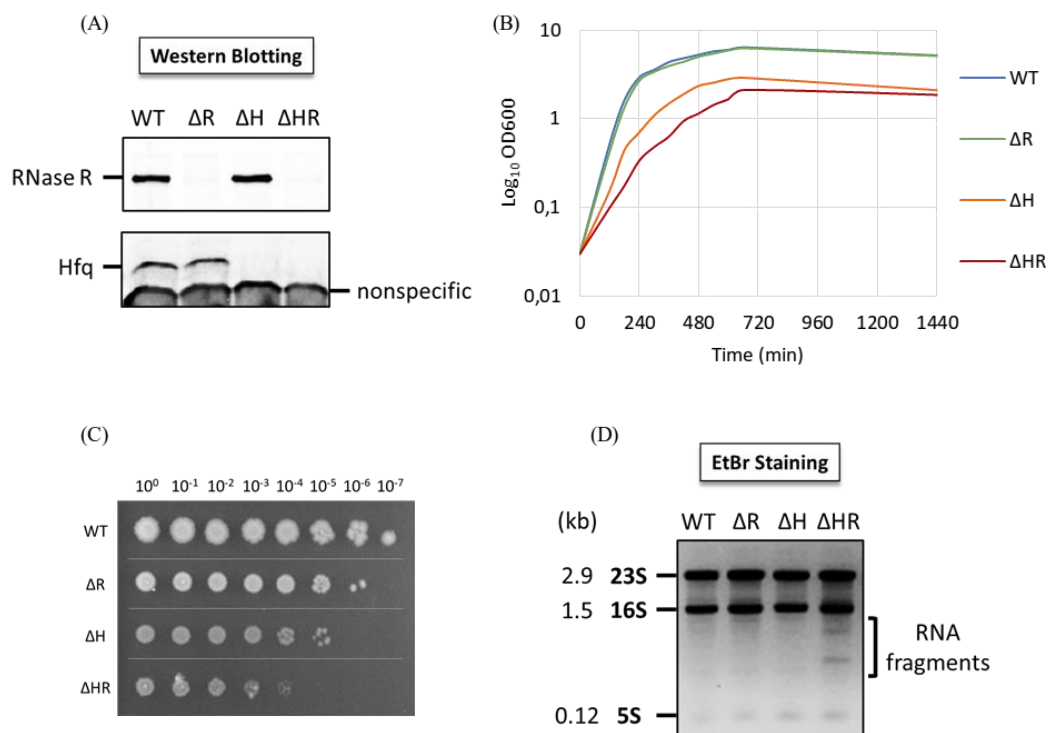 (A)
Western Blotting
WT ΔR ΔH ΔHR
RNase R
Hfq
nonspecific
(B)
10
1
0,1
0,01
Log10 OD600
0 240 480 720 960 1200 1440
Time (min)
WT
ΔR
ΔH
ΔHR
(C)
10⁰ 10⁻¹ 10⁻² 10⁻³ 10⁻⁴ 10⁻⁵ 10⁻⁶ 10⁻⁷
WT
ΔR
ΔH
ΔHR
(D)
EtBr Staining
(kb) WT ΔR ΔH ΔHR
2.9 23S
1.5 16S
RNA
fragments
0.12 5S